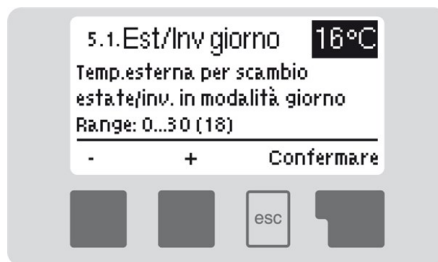 5.1.Est/Inv giorno 16°C
Temp.esterna per scambio
estate/inv. in modalità giorno
Range: 0...30 (18)
- + Confermare
esc